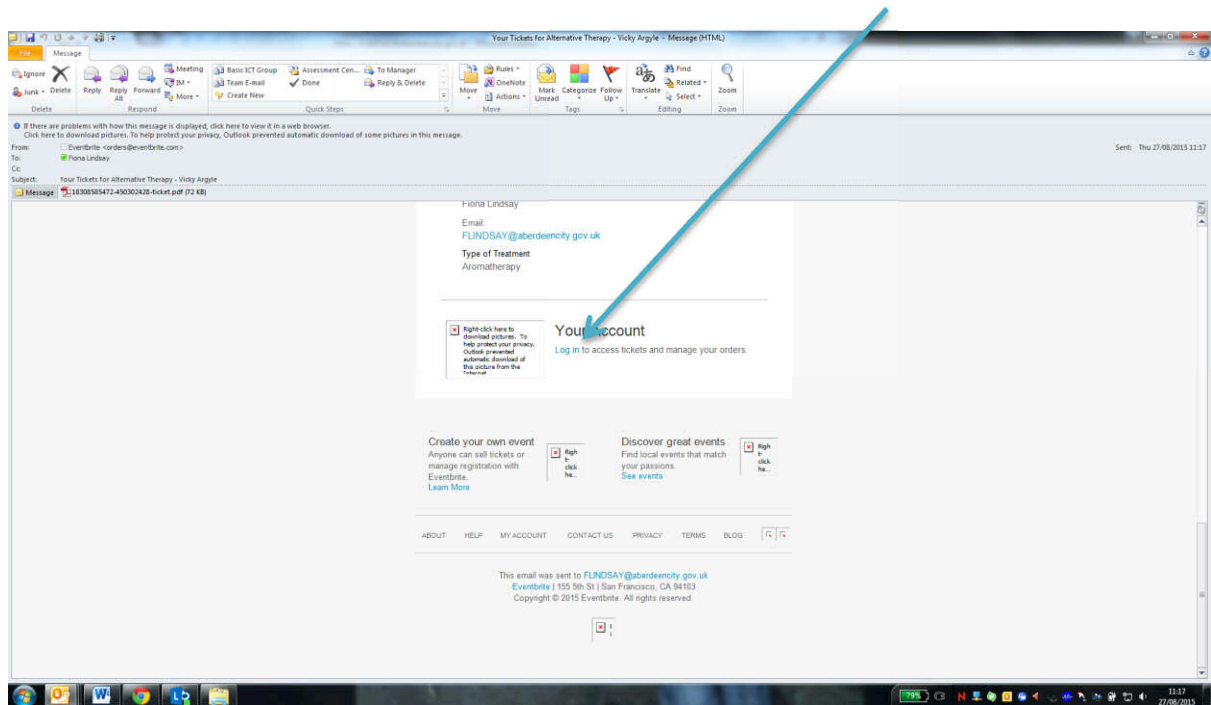 Your Tickets for Alternative Therapy - Vicky Argyle - Message (HTML)
File Message
Ignore
Junk
Delete
Reply
Reply All
Forward
Meeting
IM
More
Basic ICT Group
Team E-mail
Create New
Assessment Cen...
Done
To Manager
Reply & Delete
Move
Rules
OneNote
Actions
Mark Unread
Categorize
Follow Up
Translate
Find
Related
Select
Zoom
Delete Respond Quick Steps Move Tags Editing Zoom
If there are problems with how this message is displayed, click here to view it in a web browser.
Click here to download pictures. To help protect your privacy, Outlook prevented automatic download of some pictures in this message.
From: Eventbrite <orders@eventbrite.com> Sent: Thu 27/08/2015 11:17
To: Fiona Lindsay
Cc:
Subject: Your Tickets for Alternative Therapy - Vicky Argyle
Message 18308585472-450302428-ticket.pdf (72 KB)
Fiona Lindsay
Email:
FLINDSAY@aberdeencity.gov.uk
Type of Treatment
Aromatherapy
Right-click here to
download pictures. To
help protect your privacy,
Outlook prevented
automatic download of
this picture from the
Internet.
Your Account
Log in to access tickets and manage your orders.
Create your own event
Anyone can sell tickets or
manage registration with
Eventbrite.
Learn More
Righ
t-
click
he...
Discover great events
Find local events that match
your passions.
See events
Righ
t-
click
he...
ABOUT HELP MY ACCOUNT CONTACT US PRIVACY TERMS BLOG
This email was sent to FLINDSAY@aberdeencity.gov.uk
Eventbrite | 155 5th St | San Francisco, CA 94103
Copyright © 2015 Eventbrite. All rights reserved.
79%
11:17
27/08/2015